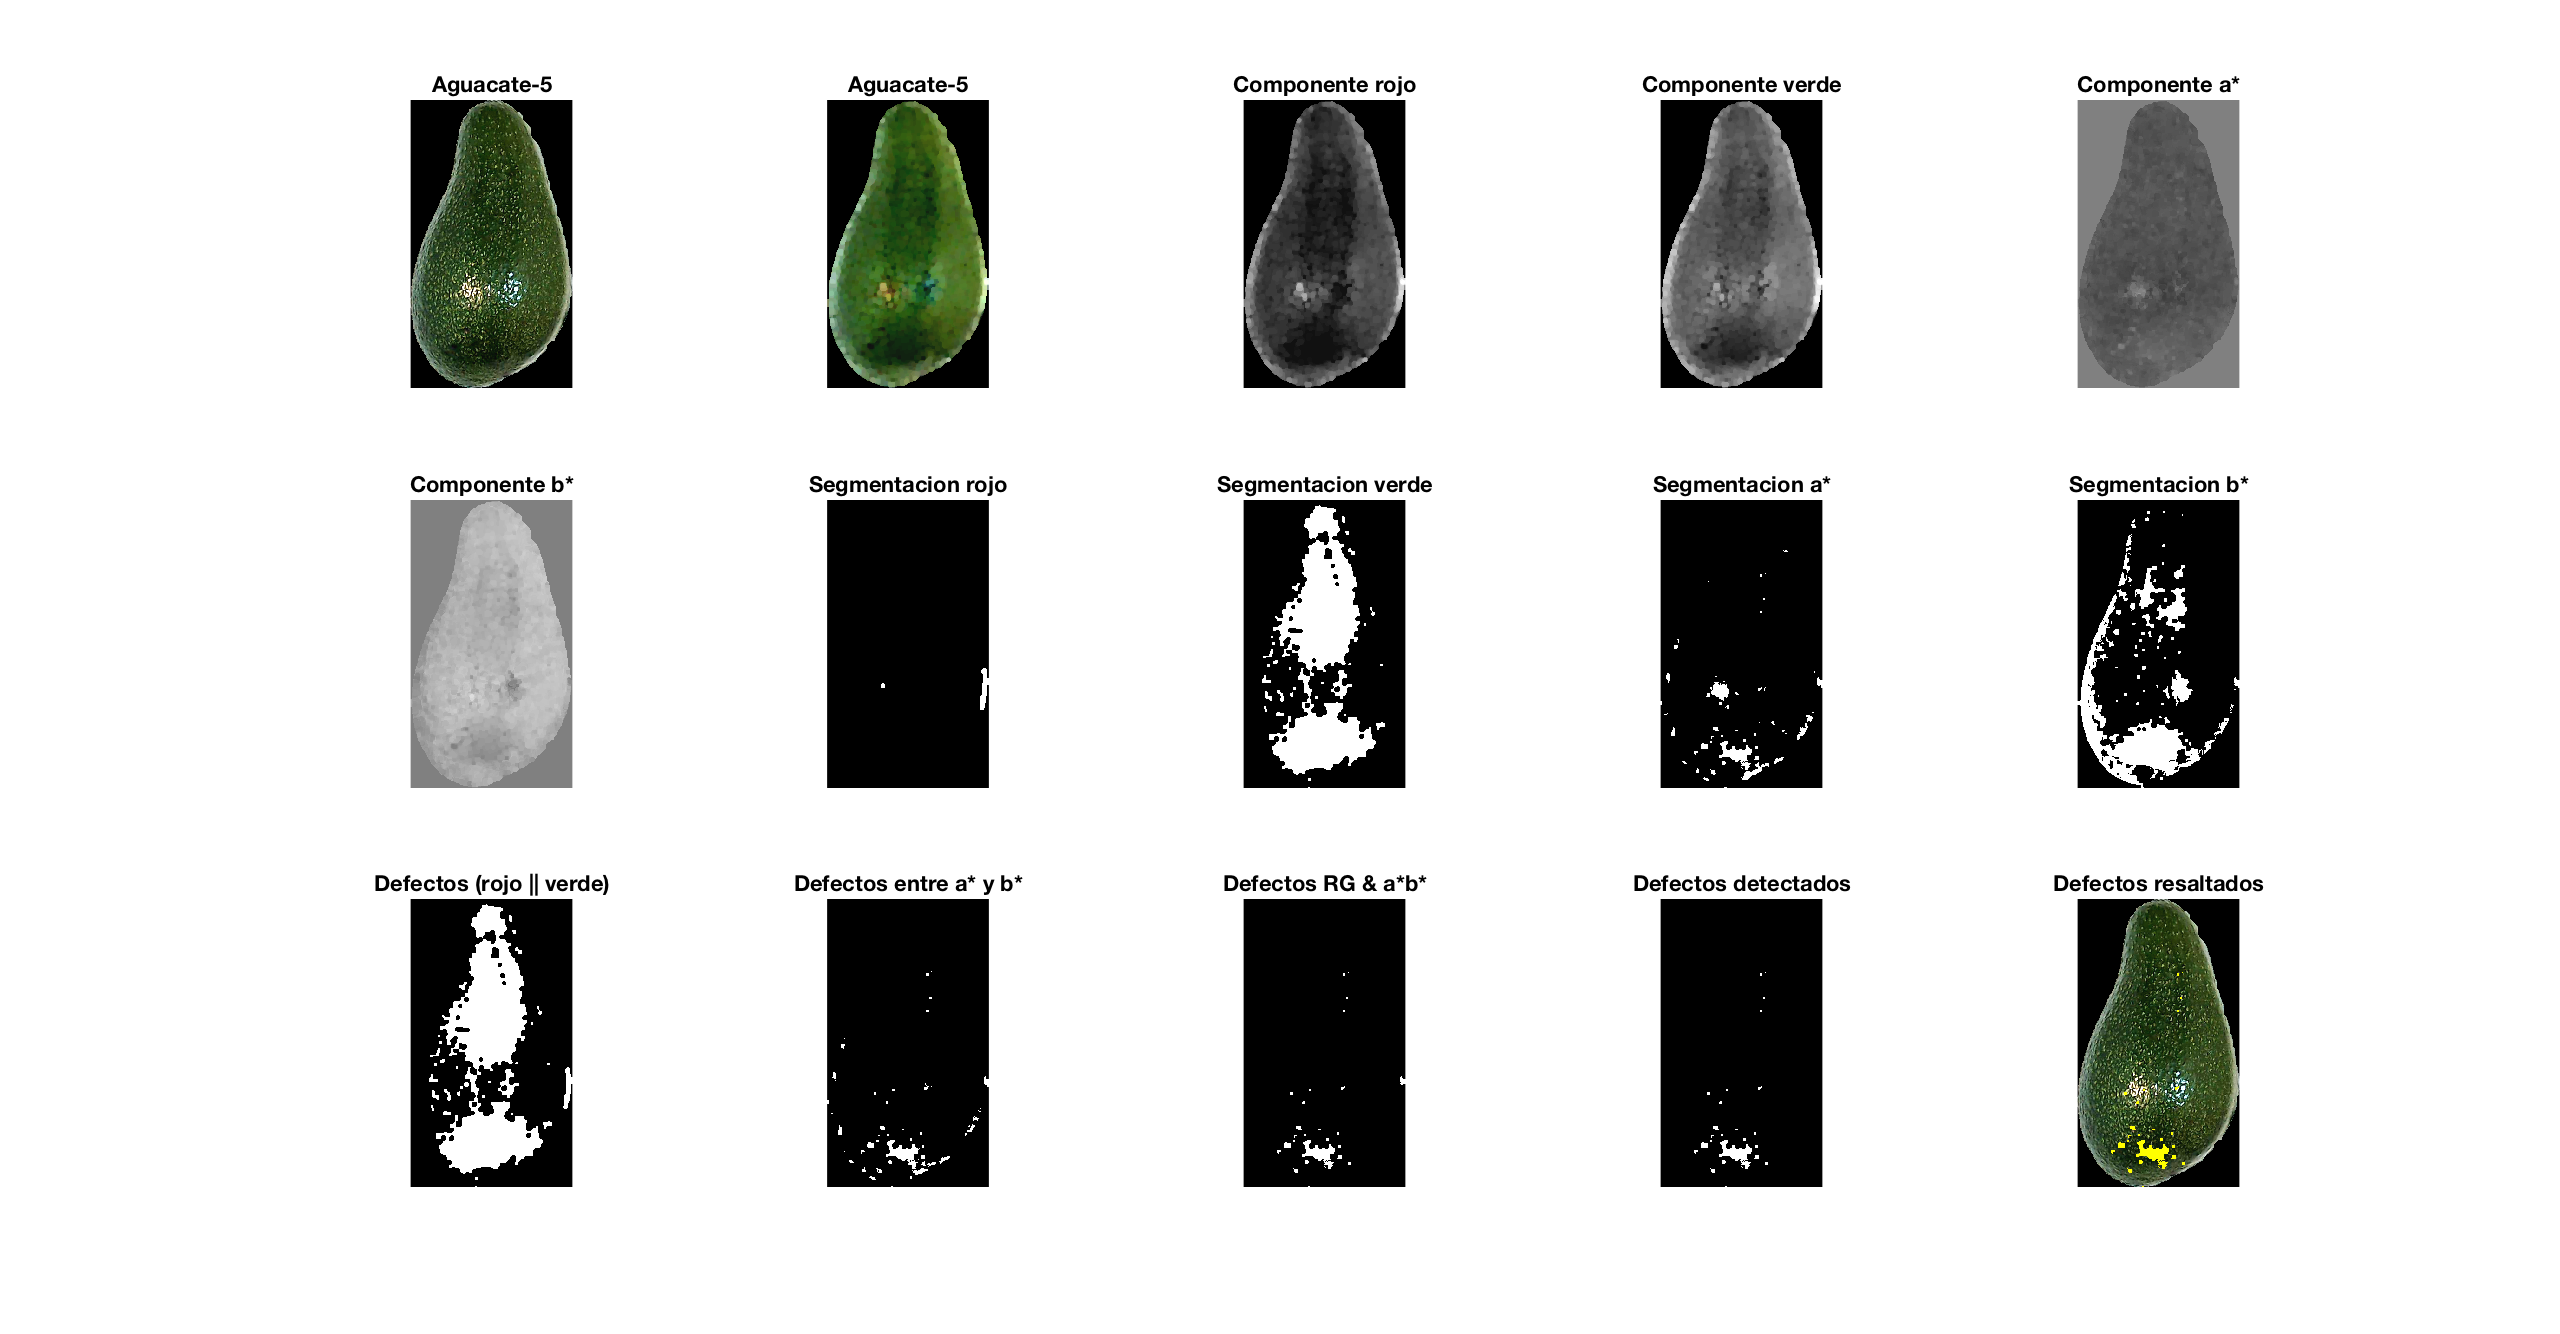 Aguacate-5
Aguacate-5
Componente rojo
Componente verde
Componente a*
Componente b*
Segmentacion rojo
Segmentacion verde
Segmentacion a*
Segmentacion b*
Defectos (rojo || verde)
Defectos entre a* y b*
Defectos RG & a*b*
Defectos detectados
Defectos resaltados